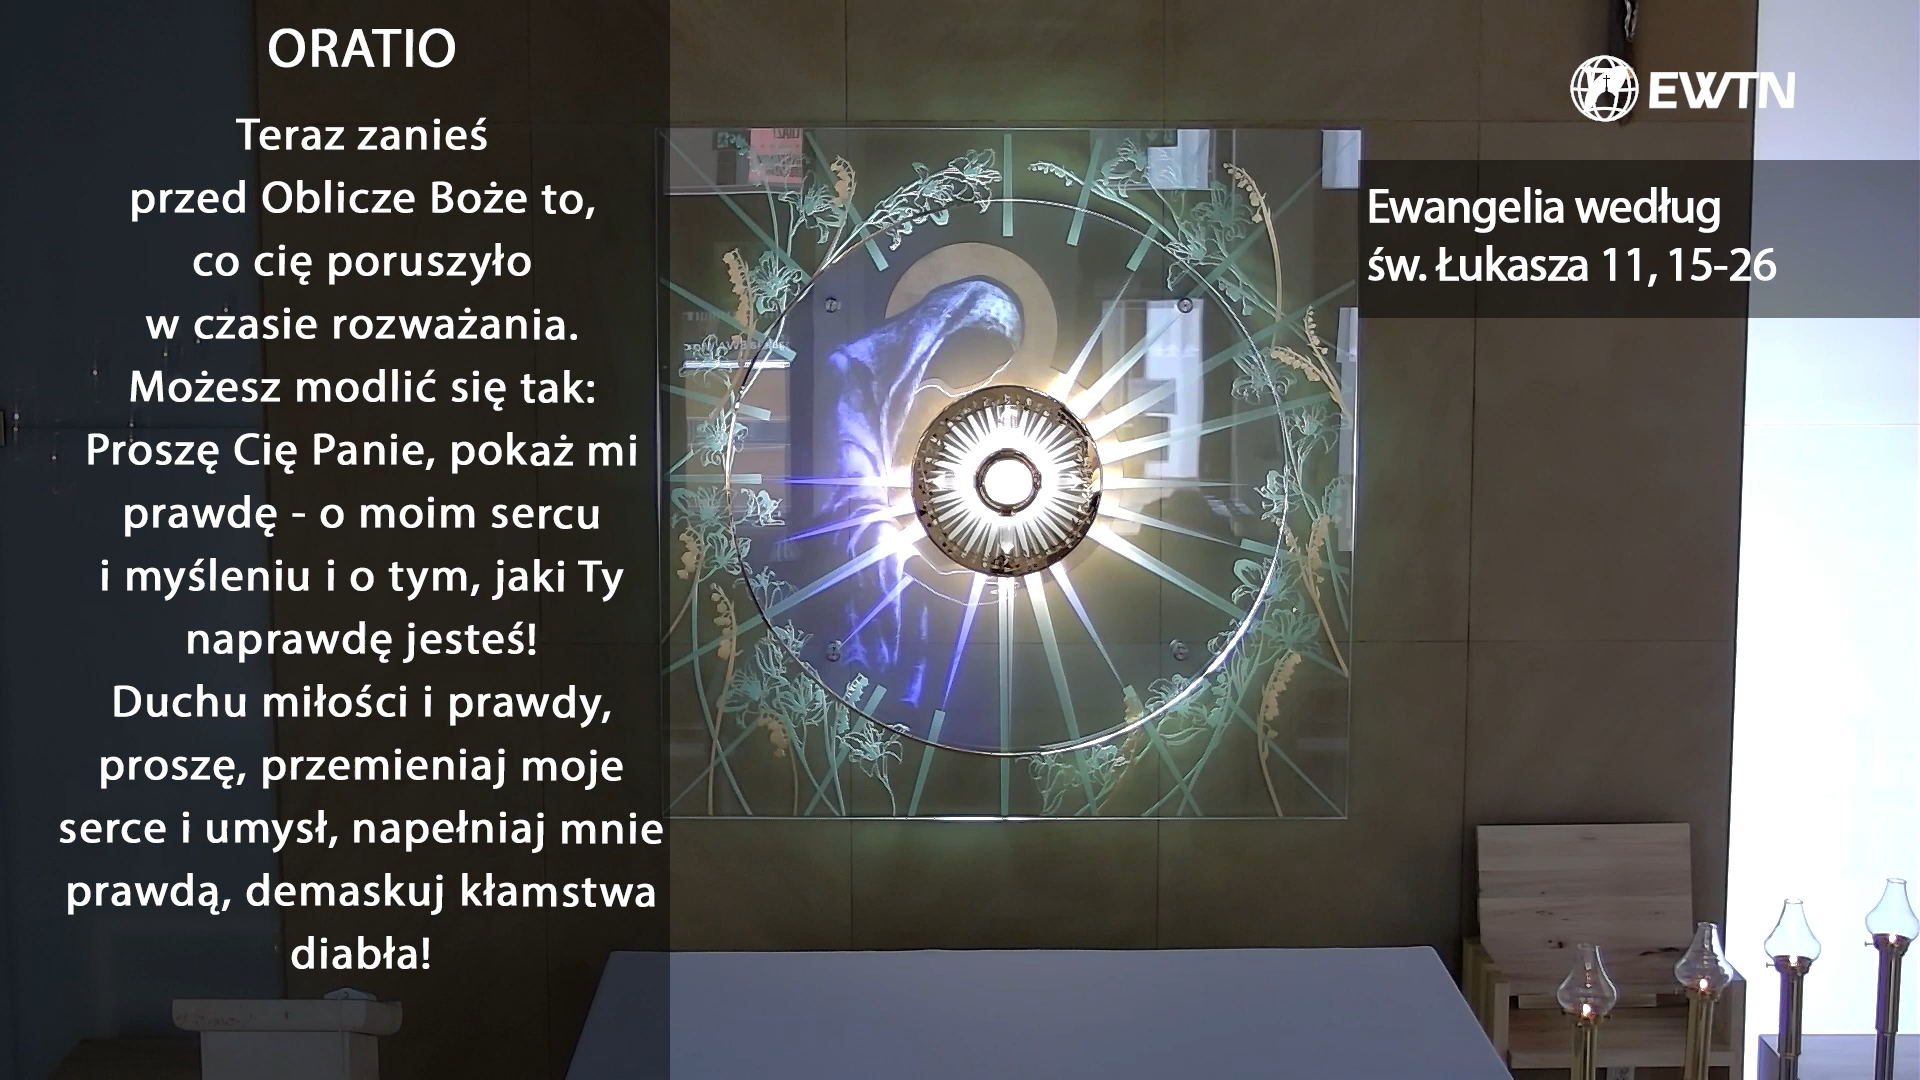 ORATIO
Teraz zanieś
przed Oblicze Boże to,
co cię poruszyło
w czasie rozważania.
Możesz modlić się tak:
Proszę Cię Panie, pokaż mi
prawdę - o moim sercu
i myśleniu i o tym, jaki Ty
naprawdę jesteś!
Duchu miłości i prawdy,
proszę, przemieniaj moje
serce i umysł, napełniaj mnie
prawdą, demaskuj kłamstwa
diabła!
EWTN
Ewangelia według
św. Łukasza 11, 15-26